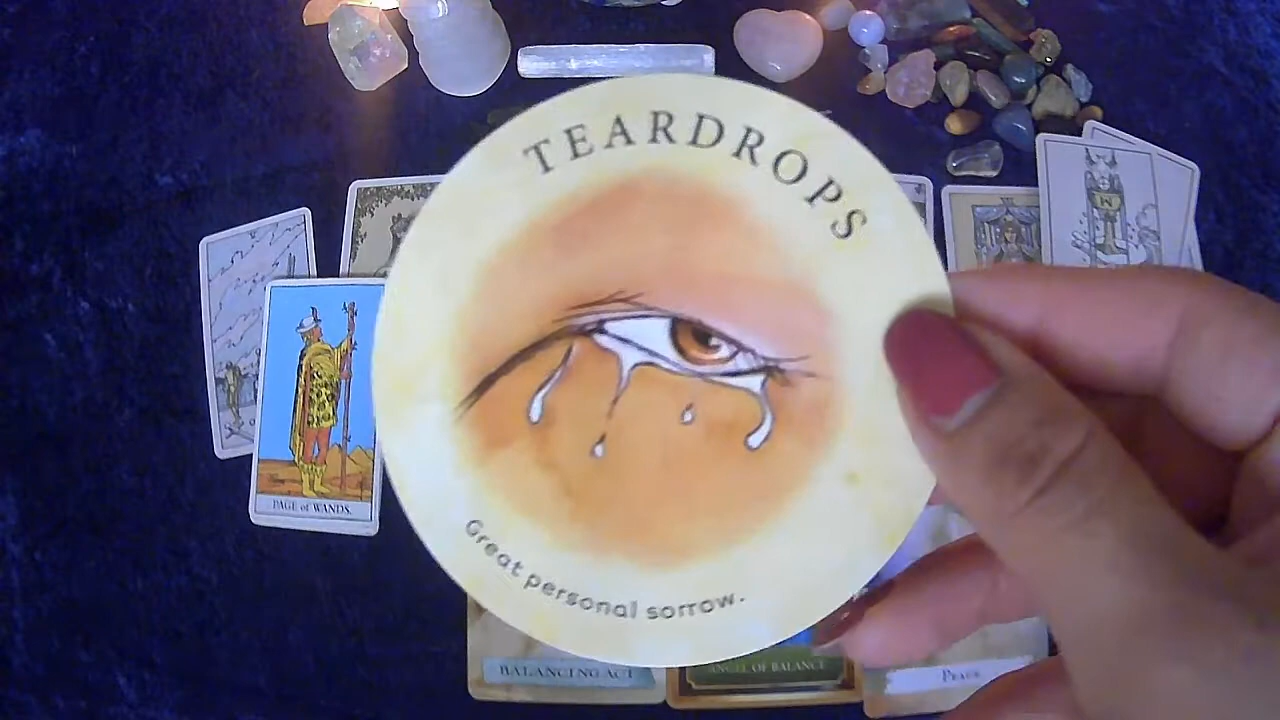 TEARDROPS
Great personal sorrow.
PAGE of WANDS.
BALANCING ACT
ANGEL OF BALANCE
PEACE